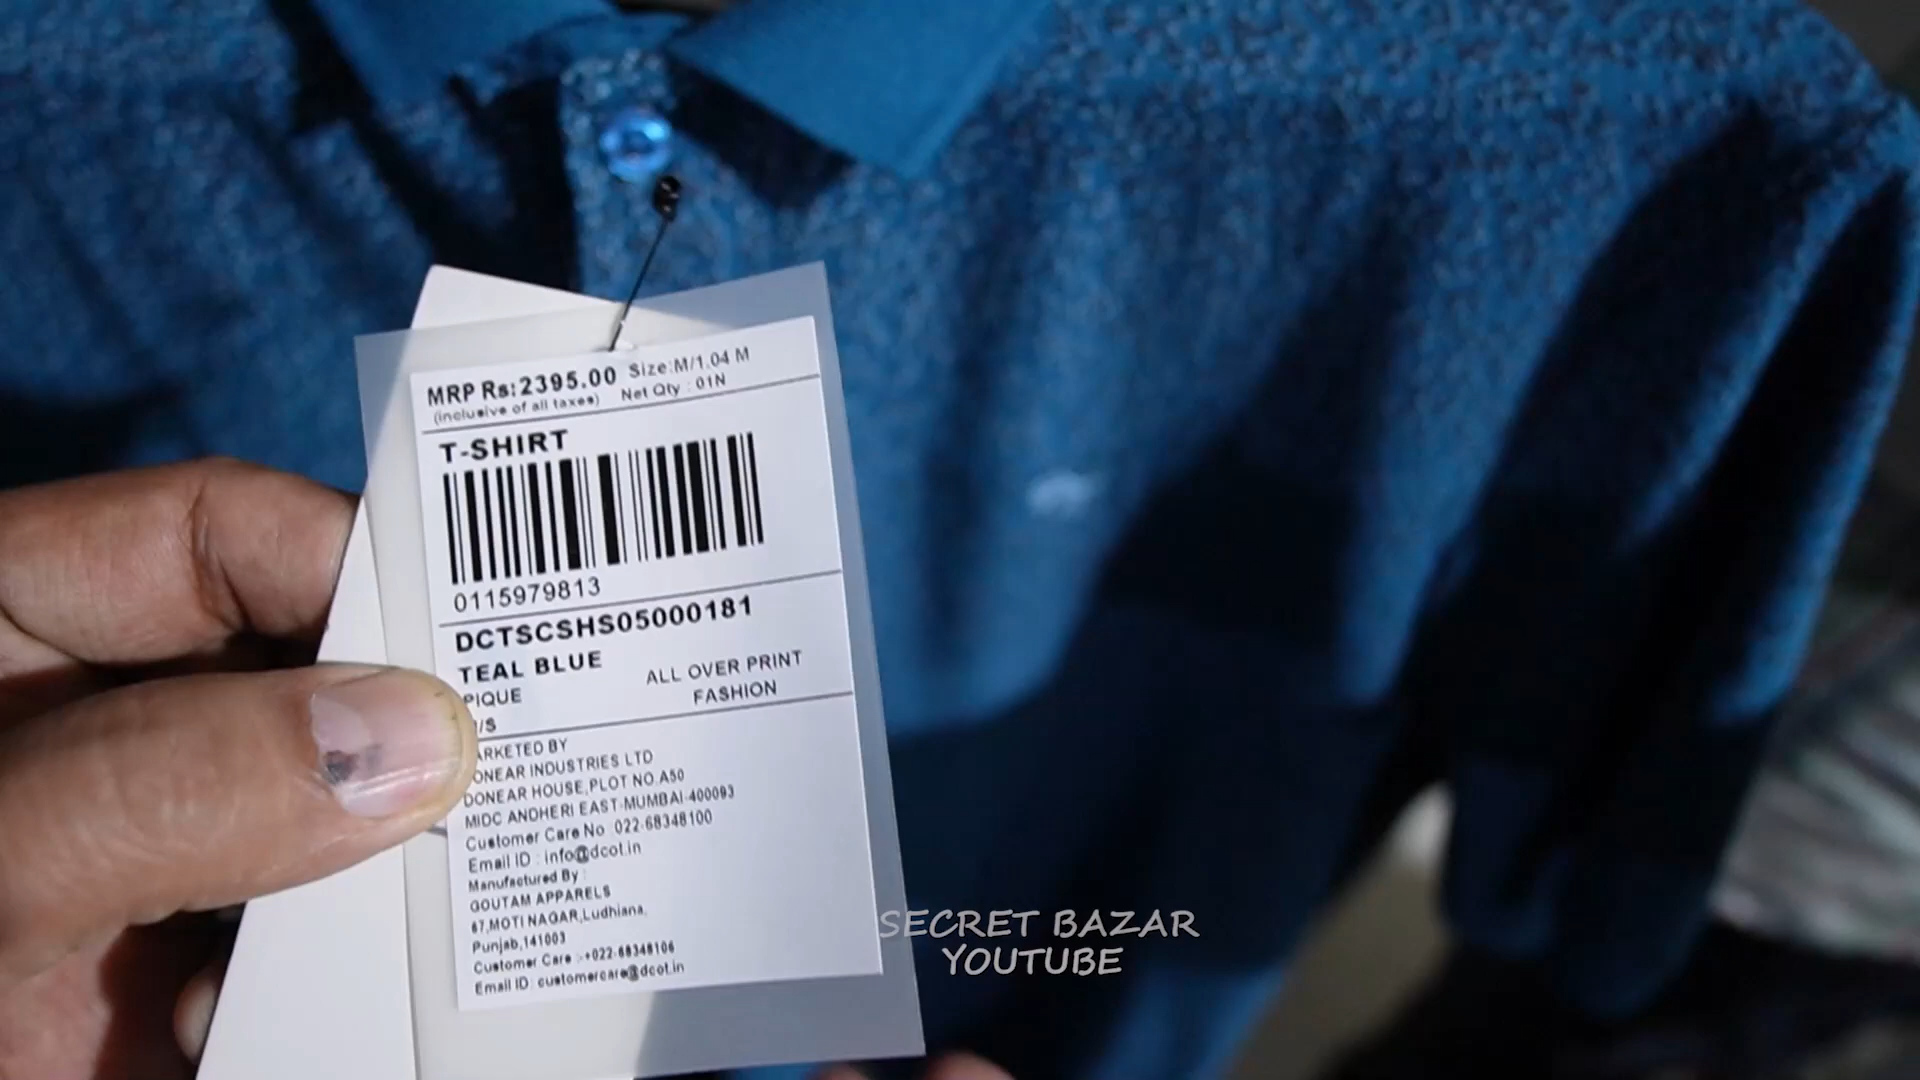 MRP Rs:2395.00 Size:M/1.04 M
(inclusive of all taxes) Net Qty : 01N
T-SHIRT
0115979813
DCTSCSHS05000181
TEAL BLUE
PIQUE ALL OVER PRINT
/S FASHION
ARKETED BY
ONEAR INDUSTRIES LTD
DONEAR HOUSE,PLOT NO.A50
MIDC ANDHERI EAST-MUMBAI-400093
Customer Care No :022-68348100
Email ID : info@dcot.in
Manufactured By :
GOUTAM APPARELS
67,MOTI NAGAR,Ludhiana,
Punjab,141003
Customer Care :-+022-68348106
Email ID: customercare@dcot.in
SECRET BAZAR
YOUTUBE